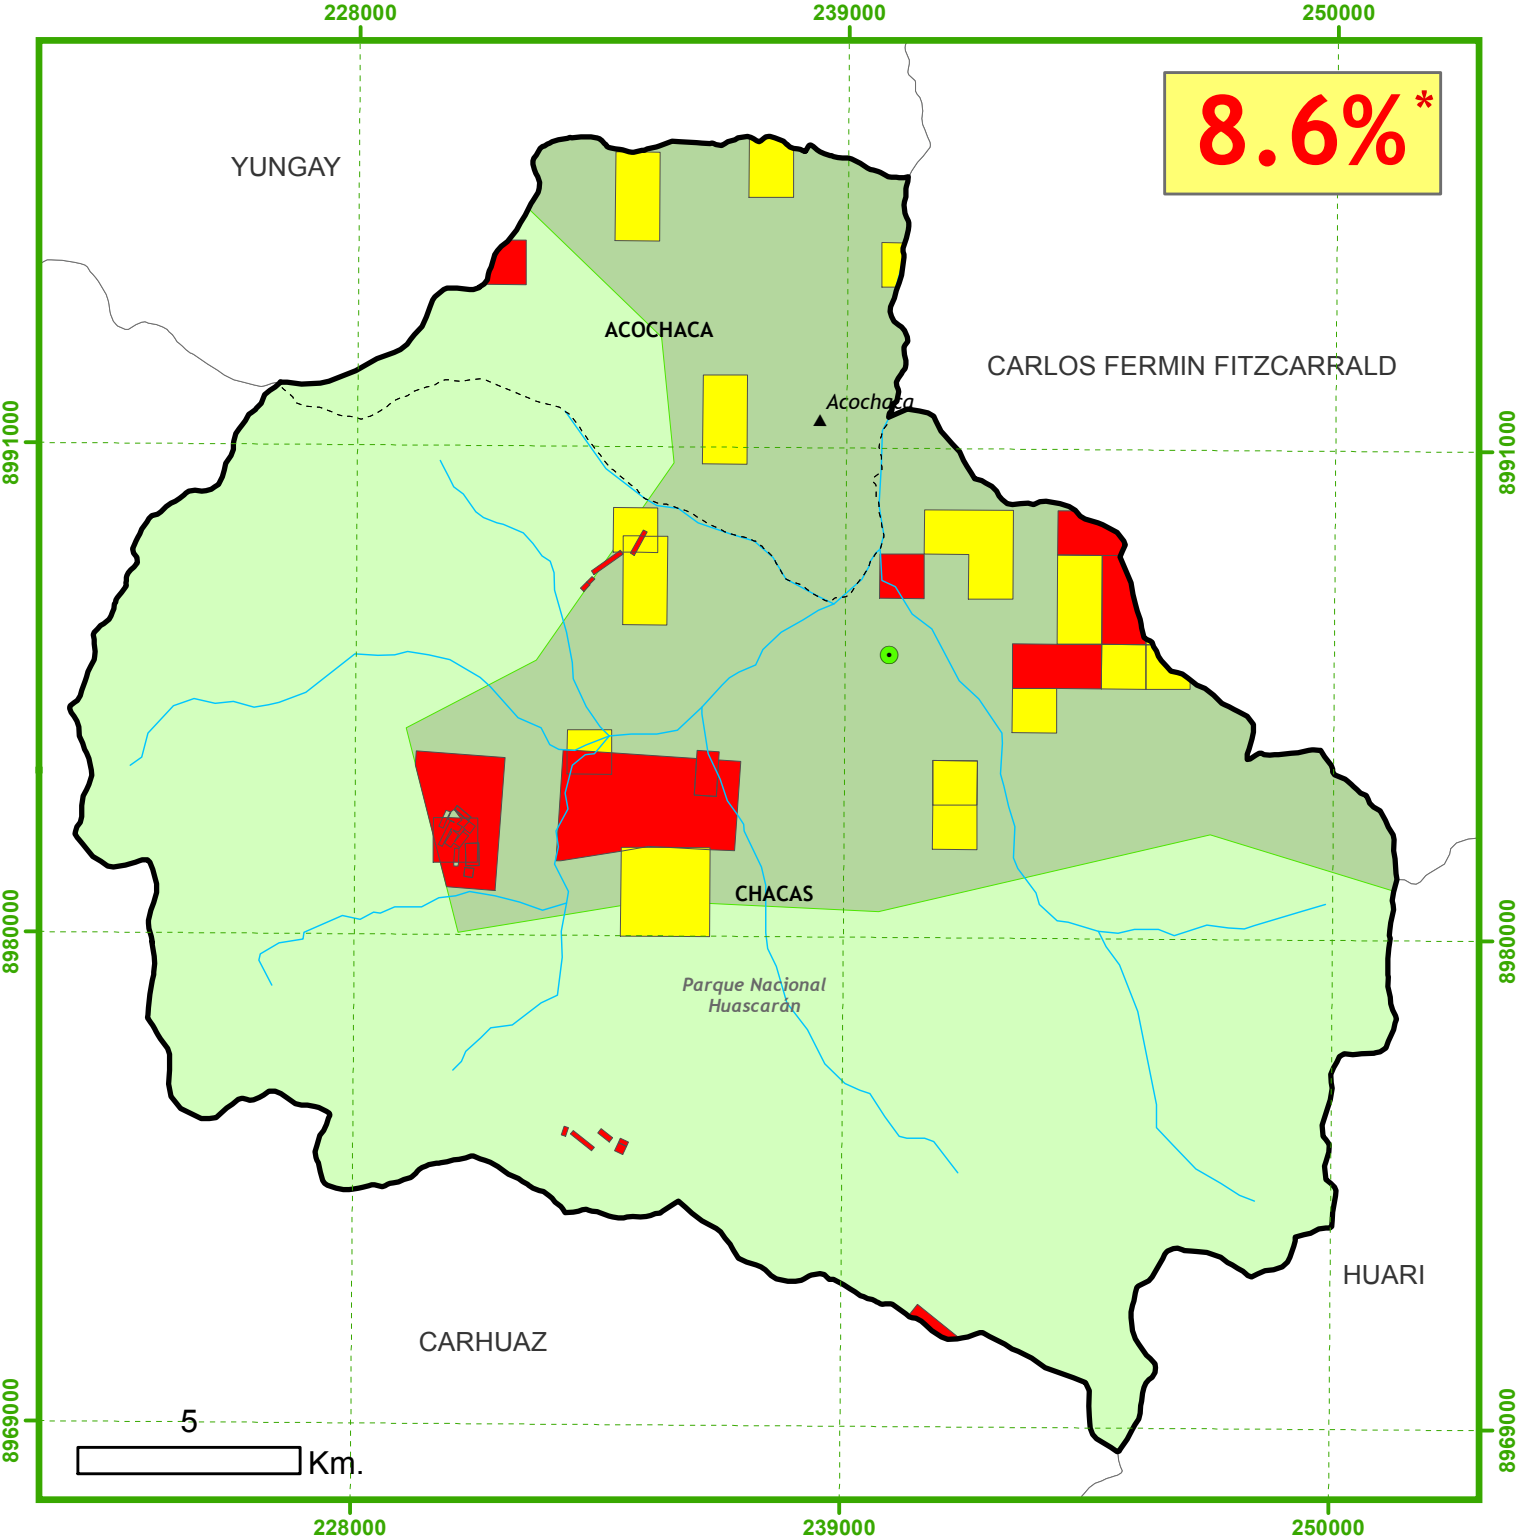 228000
239000
250000
8.6%*
YUNGAY
ACOCHACA
CARLOS FERMIN FITZCARRALD
Acochaca
8991000
8991000
CHACAS
8980000
8980000
Parque Nacional
Huascarán
HUARI
CARHUAZ
8969000
8969000
5
Km.
228000
239000
250000